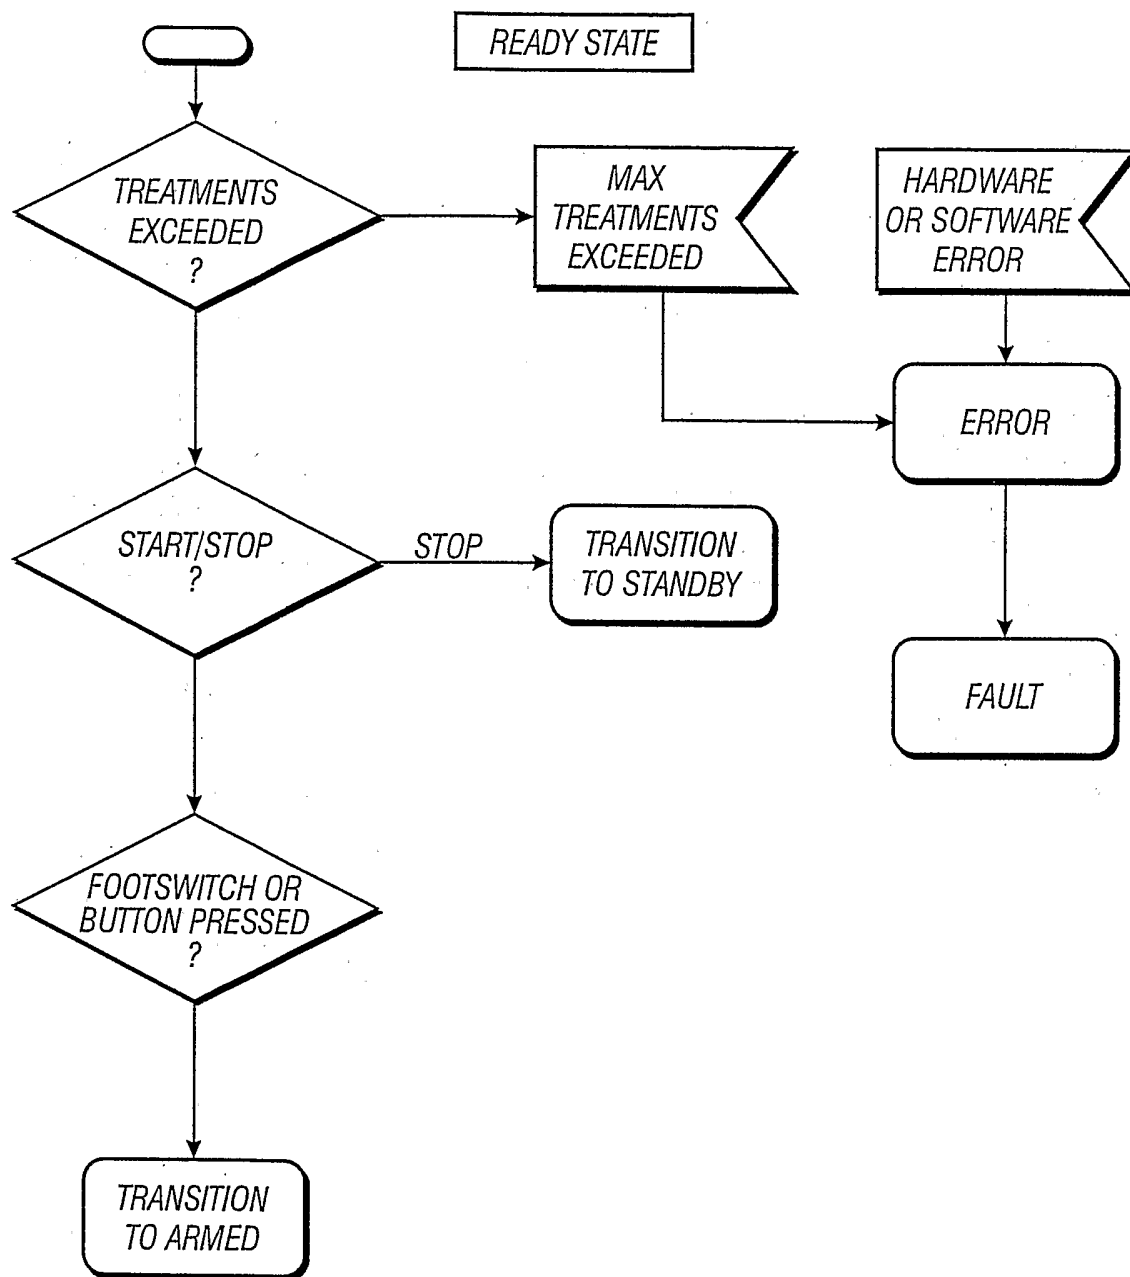 READY STATE
TREATMENTS
EXCEEDED
?
MAX
TREATMENTS
EXCEEDED
HARDWARE
OR SOFTWARE
ERROR
ERROR
START/STOP
?
STOP
TRANSITION
TO STANDBY
FAULT
FOOTSWITCH OR
BUTTON PRESSED
?
TRANSITION
TO ARMED